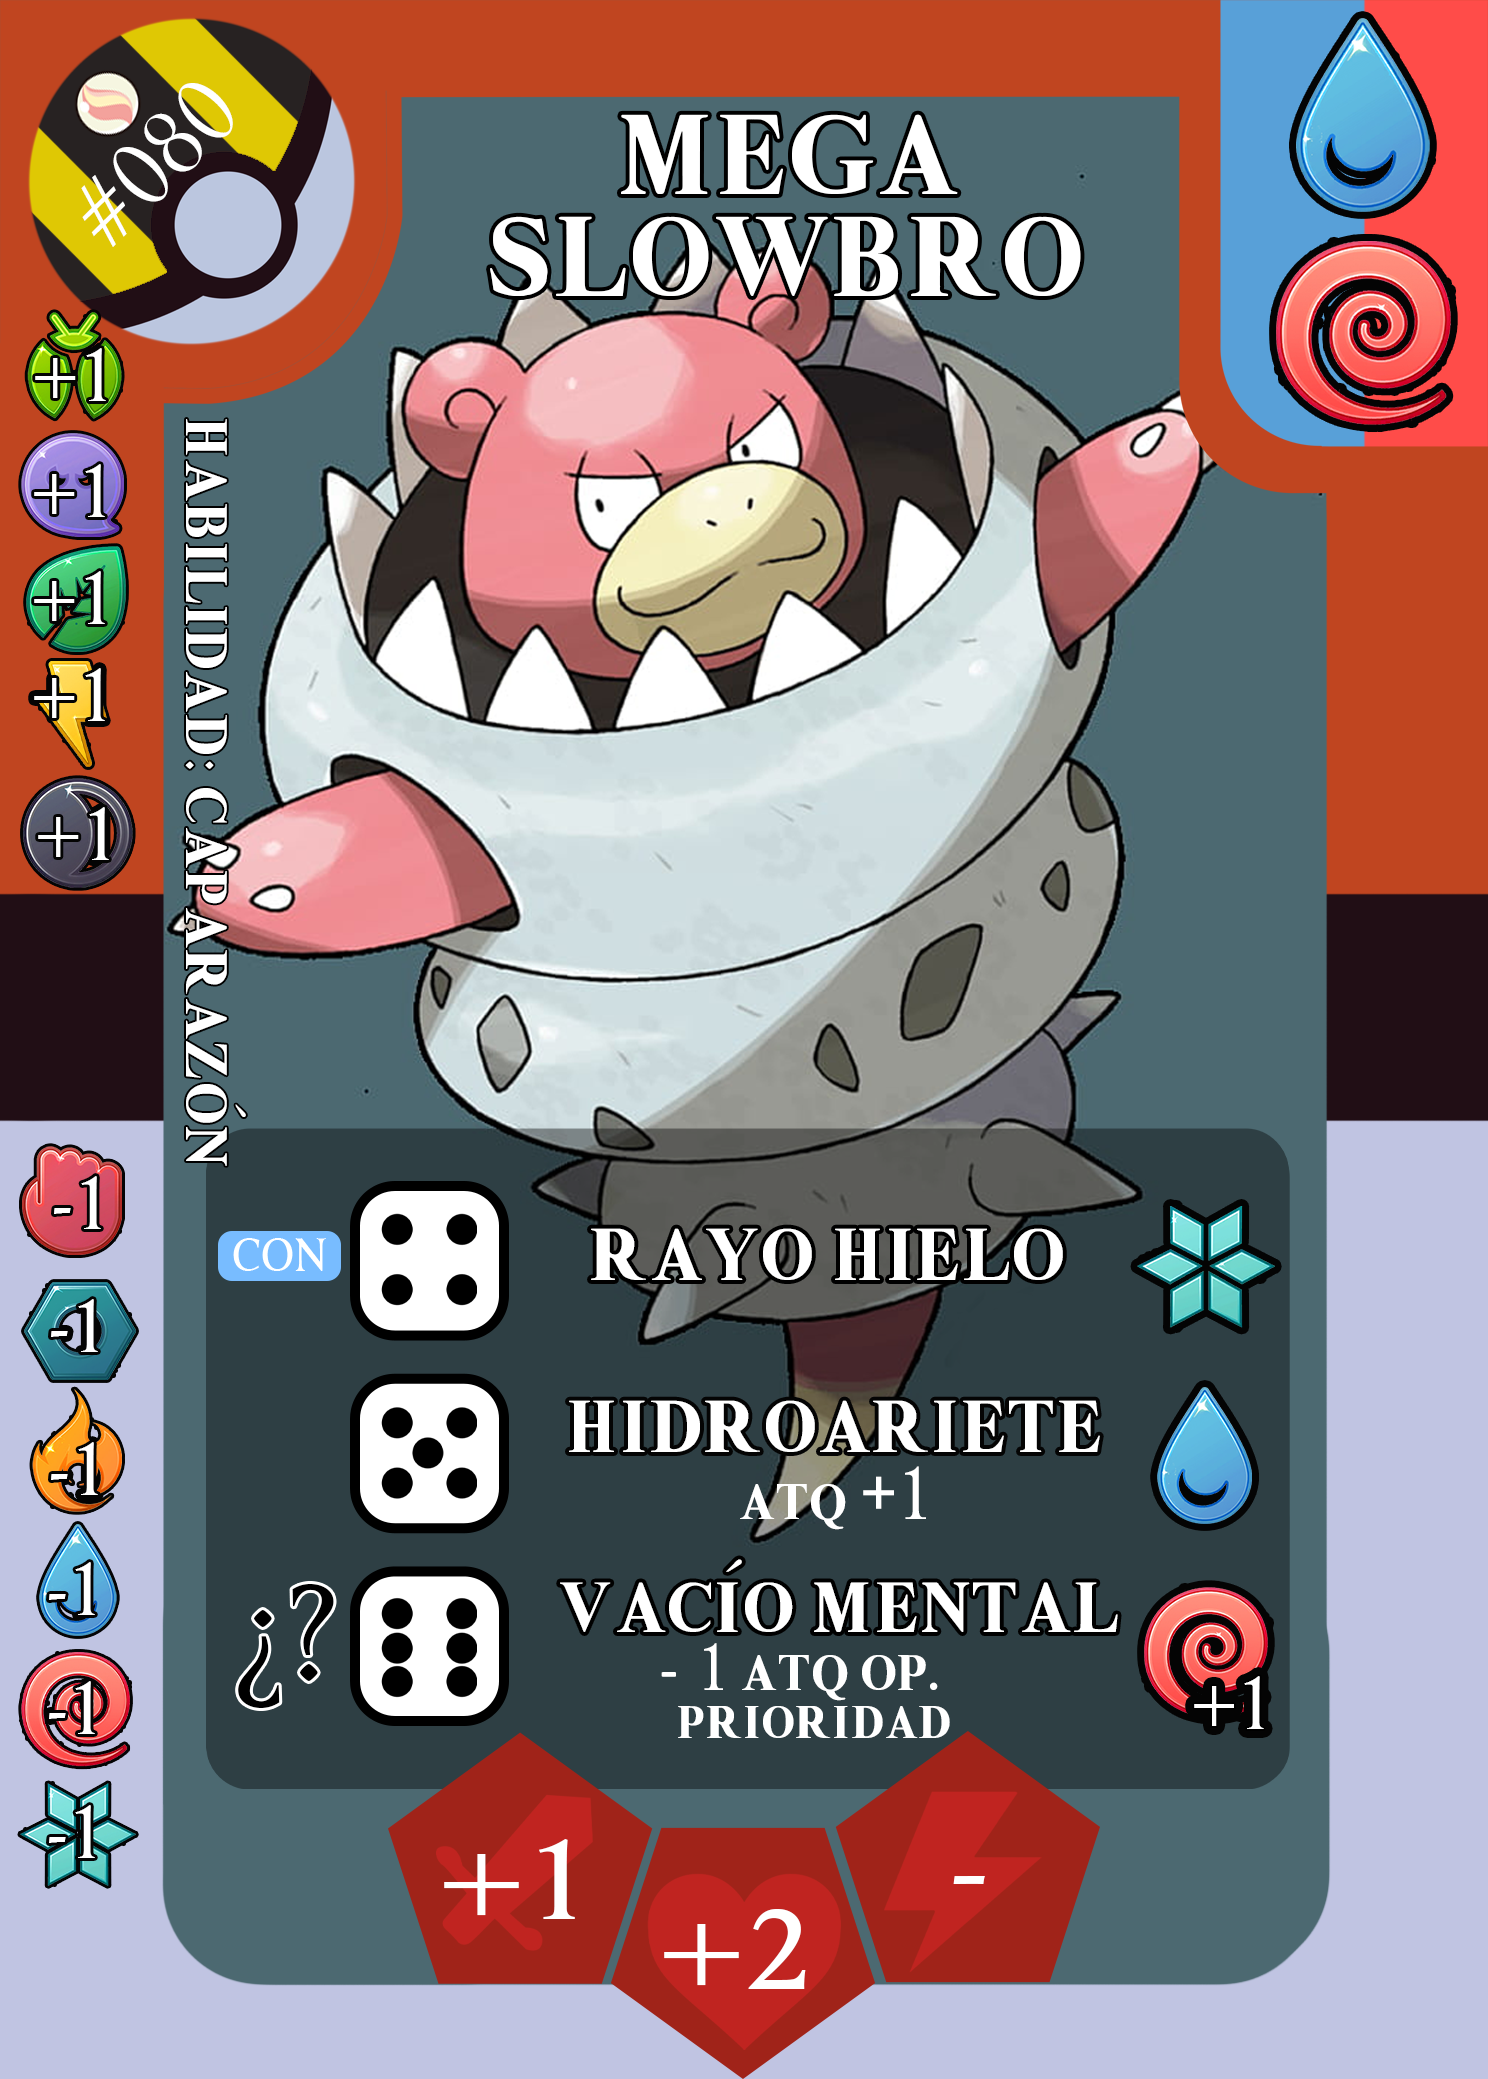 #080
MEGA
SLOWBRO
+1
+1
+1
+1
+1
HABILIDAD: CAPARAZÓN
-1
-1
-1
-1
-1
-1
CON
RAYO HIELO
HIDROARIETE
ATQ +1
¿?
VACÍO MENTAL
- 1 ATQ OP.
PRIORIDAD
+1
+1
+2
-